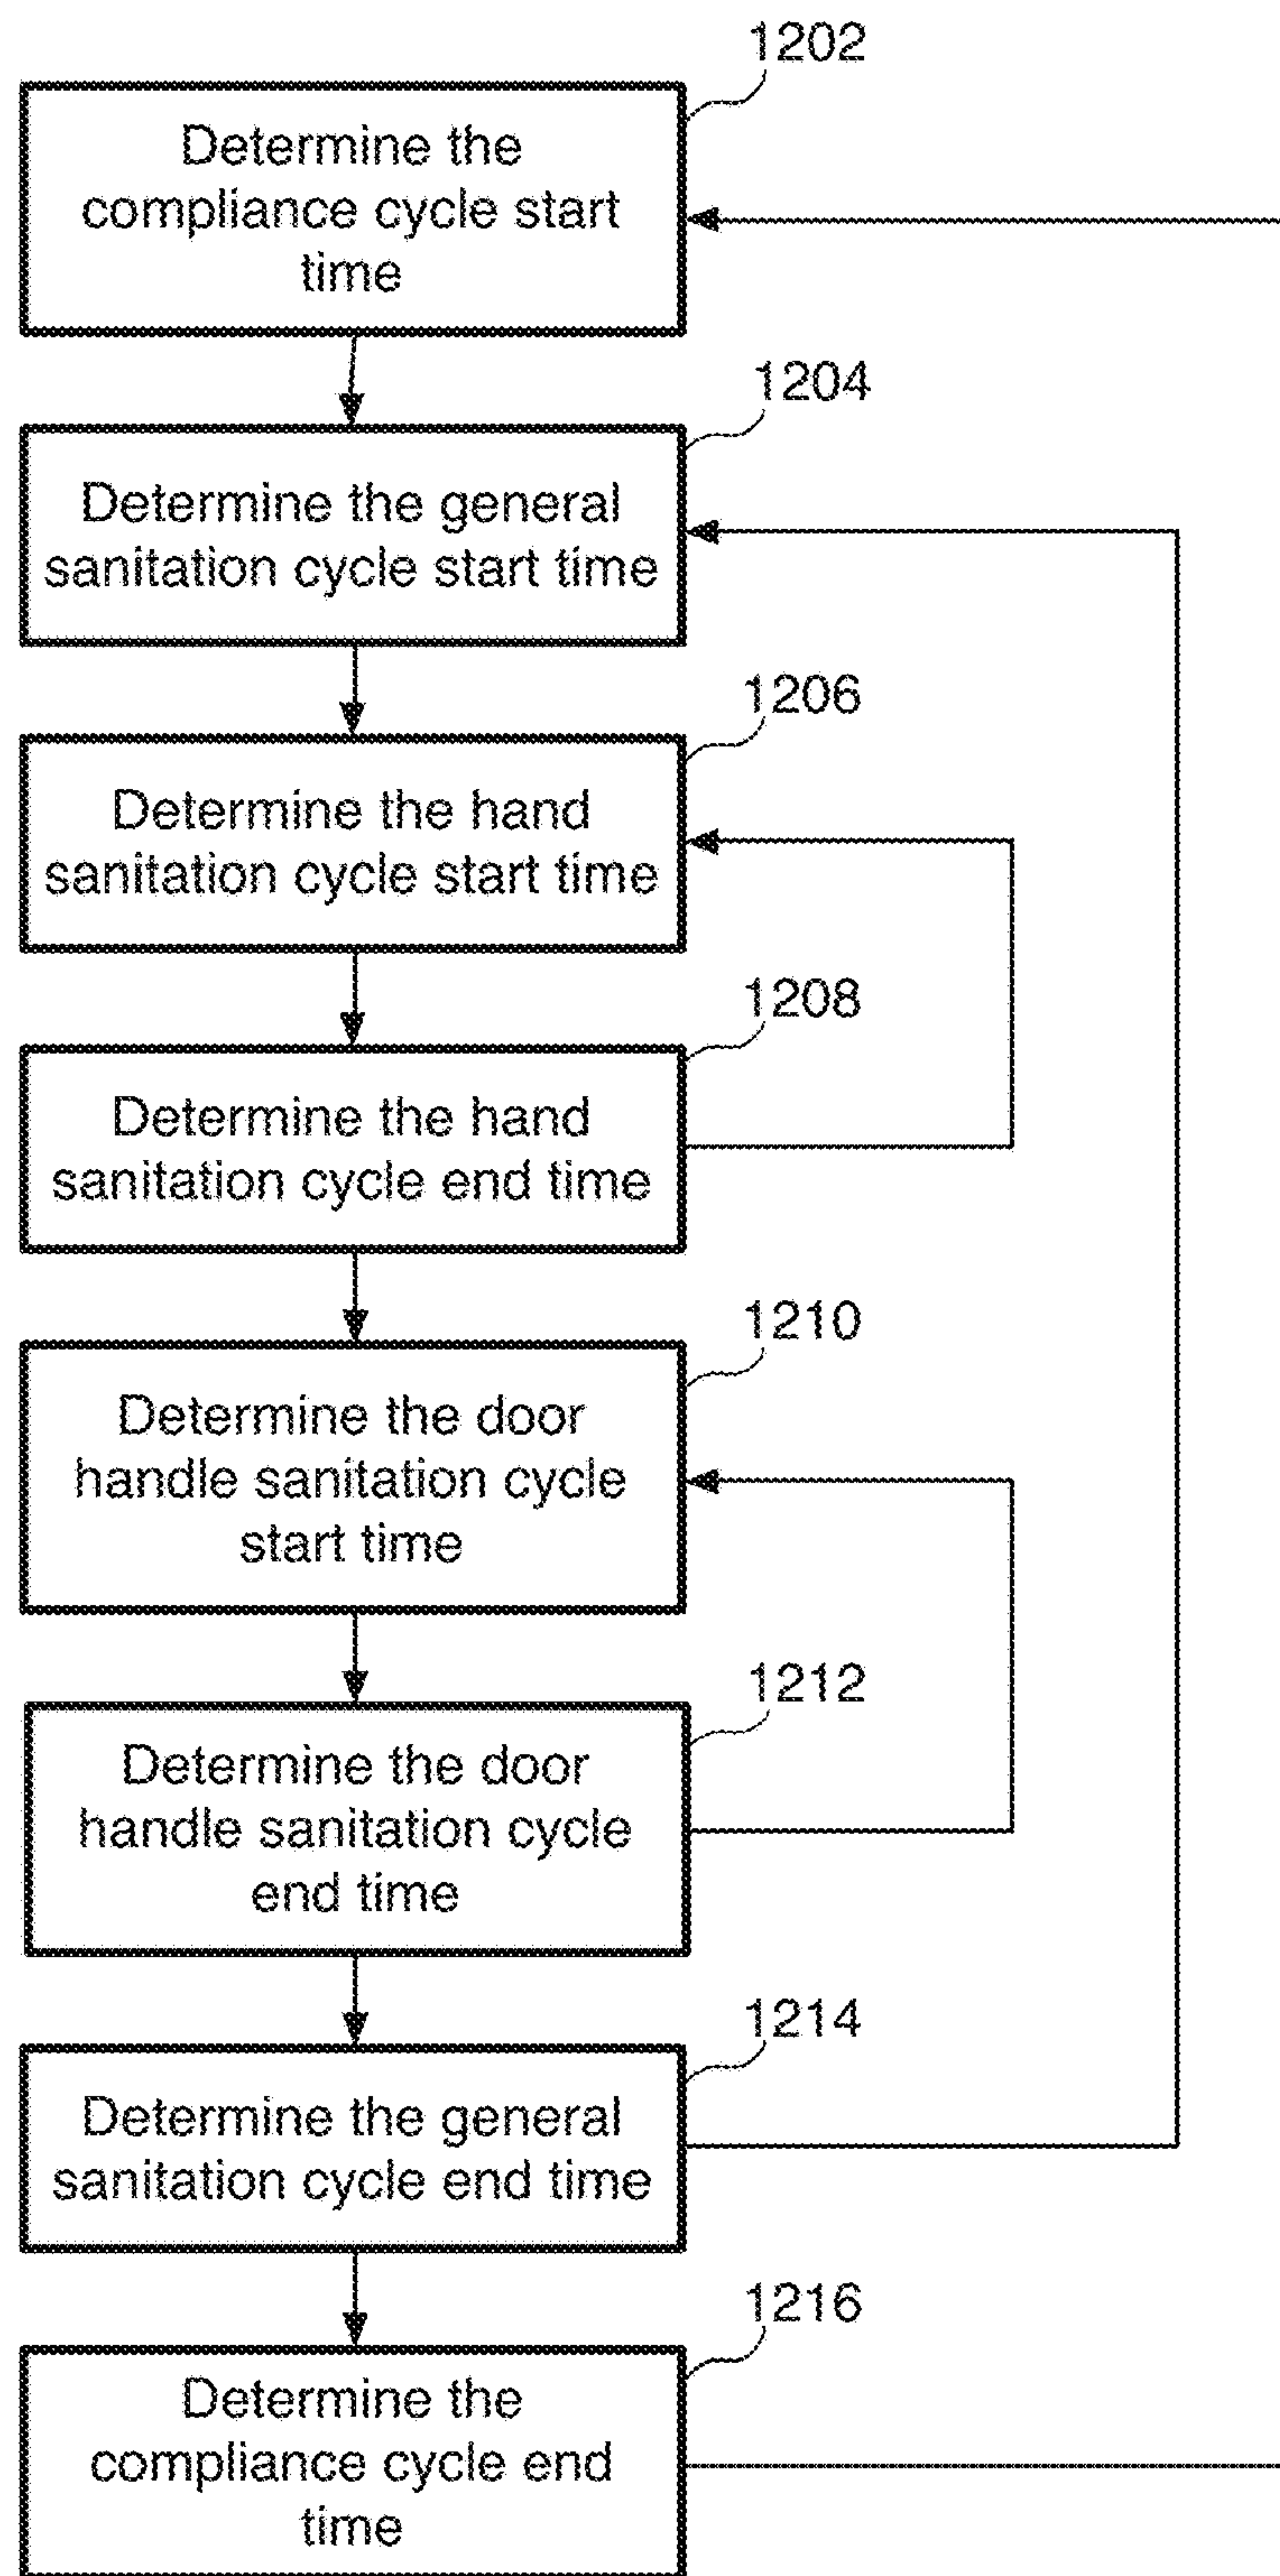 1202
Determine the
compliance cycle start
time
1204
Determine the general
sanitation cycle start time
1206
Determine the hand
sanitation cycle start time
1208
Determine the hand
sanitation cycle end time
1210
Determine the door
handle sanitation cycle
start time
1212
Determine the door
handle sanitation cycle
end time
1214
Determine the general
sanitation cycle end time
1216
Determine the
compliance cycle end
time